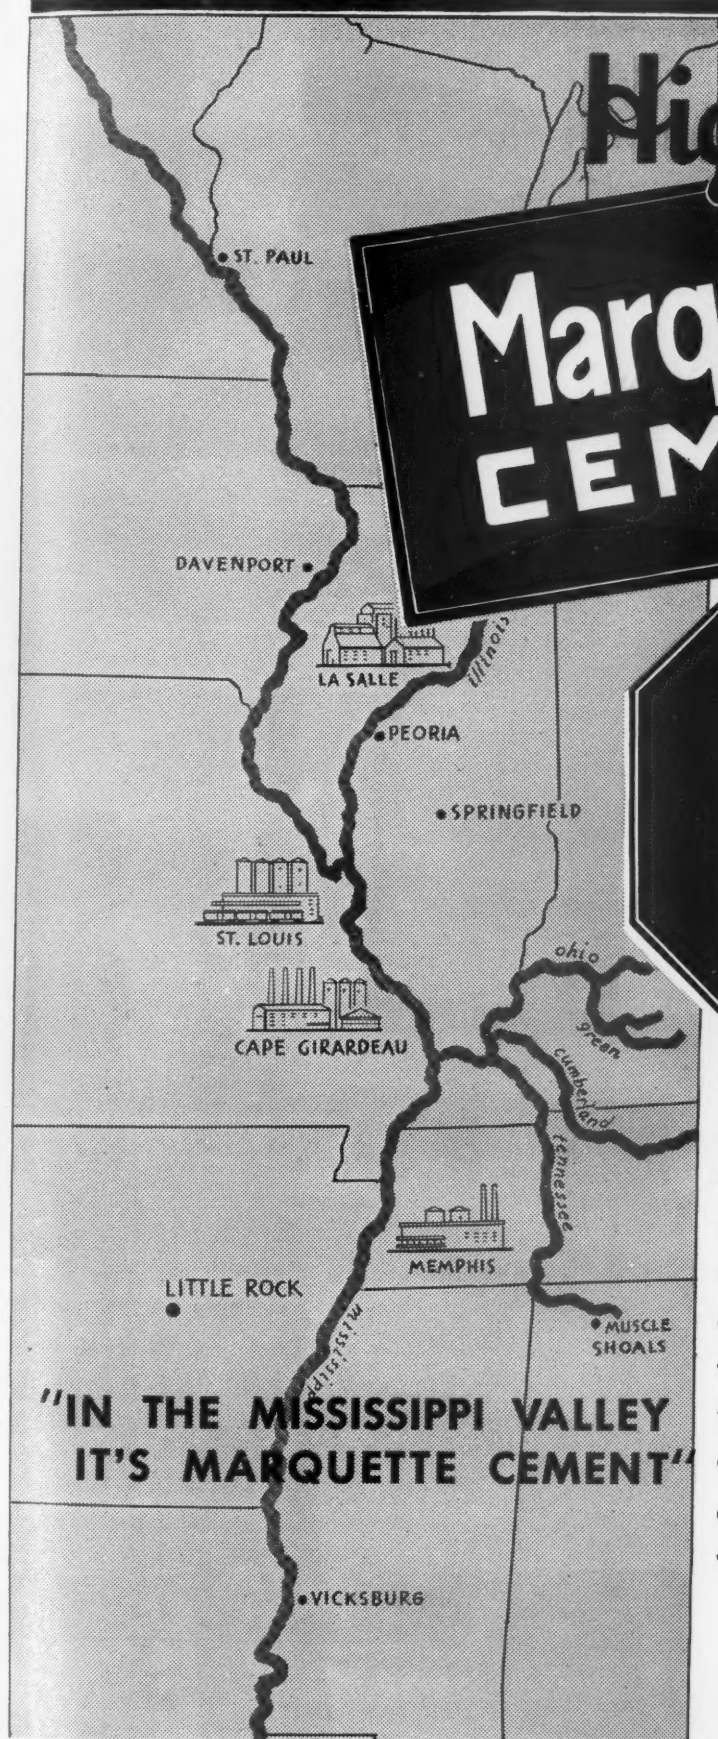 Hig
ST. PAUL
Marq
CEM
DAVENPORT
illinois
LA SALLE
PEORIA
SPRINGFIELD
ST. LOUIS
ohio
green
CAPE GIRARDEAU
cumberland
tennessee
MEMPHIS
LITTLE ROCK
mississippi
MUSCLE
SHOALS
"IN THE MISSISSIPPI VALLEY
IT'S MARQUETTE CEMENT"
VICKSBURG